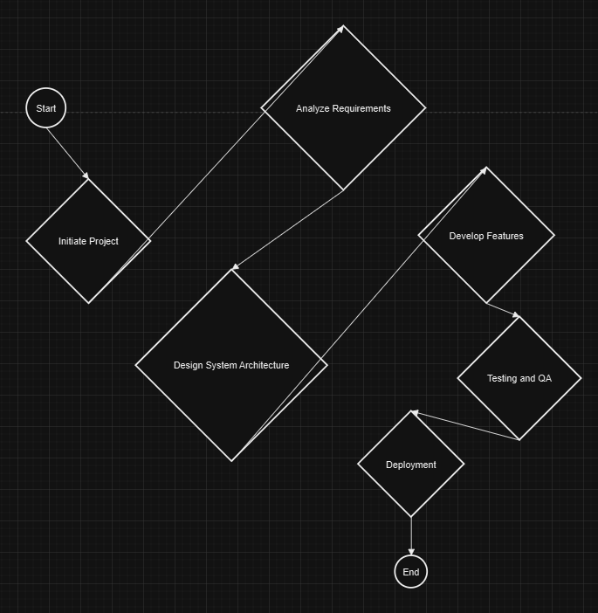 Start
Initiate Project
Analyze Requirements
Design System Architecture
Develop Features
Testing and QA
Deployment
End